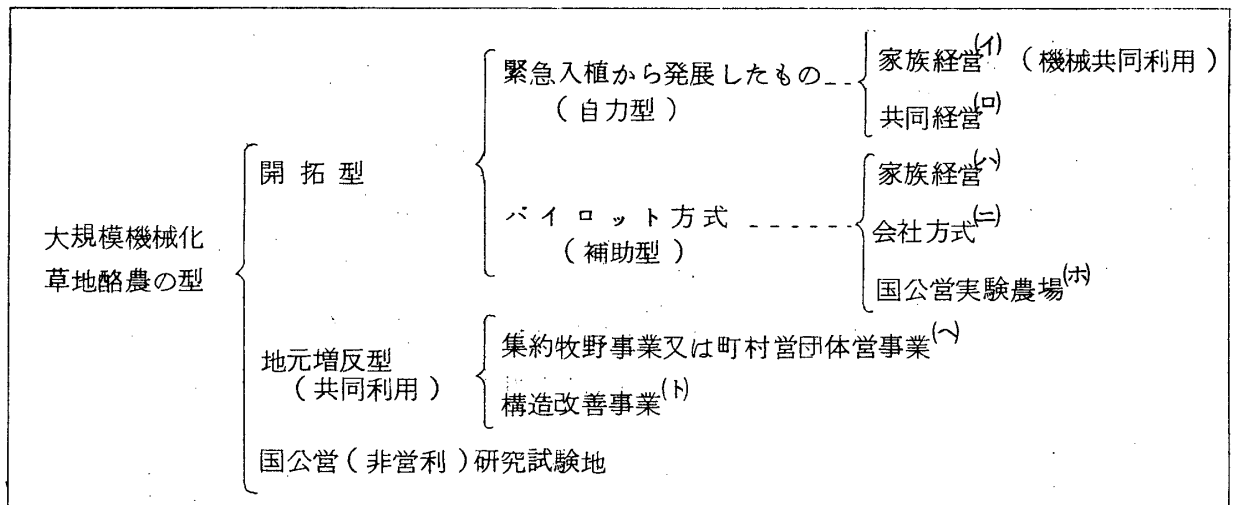 大規模機械化
草地酪農の型
開拓型
緊急入植から発展したもの
(自力型)
家族経営(イ) (機械共同利用)
共同経営(ロ)
パイロット方式
(補助型)
家族経営(ハ)
会社方式(ニ)
国公営実験農場(ホ)
地元増反型
(共同利用)
集約牧野事業又は町村営団体営事業(ヘ)
構造改善事業(ト)
国公営(非営利)研究試験地